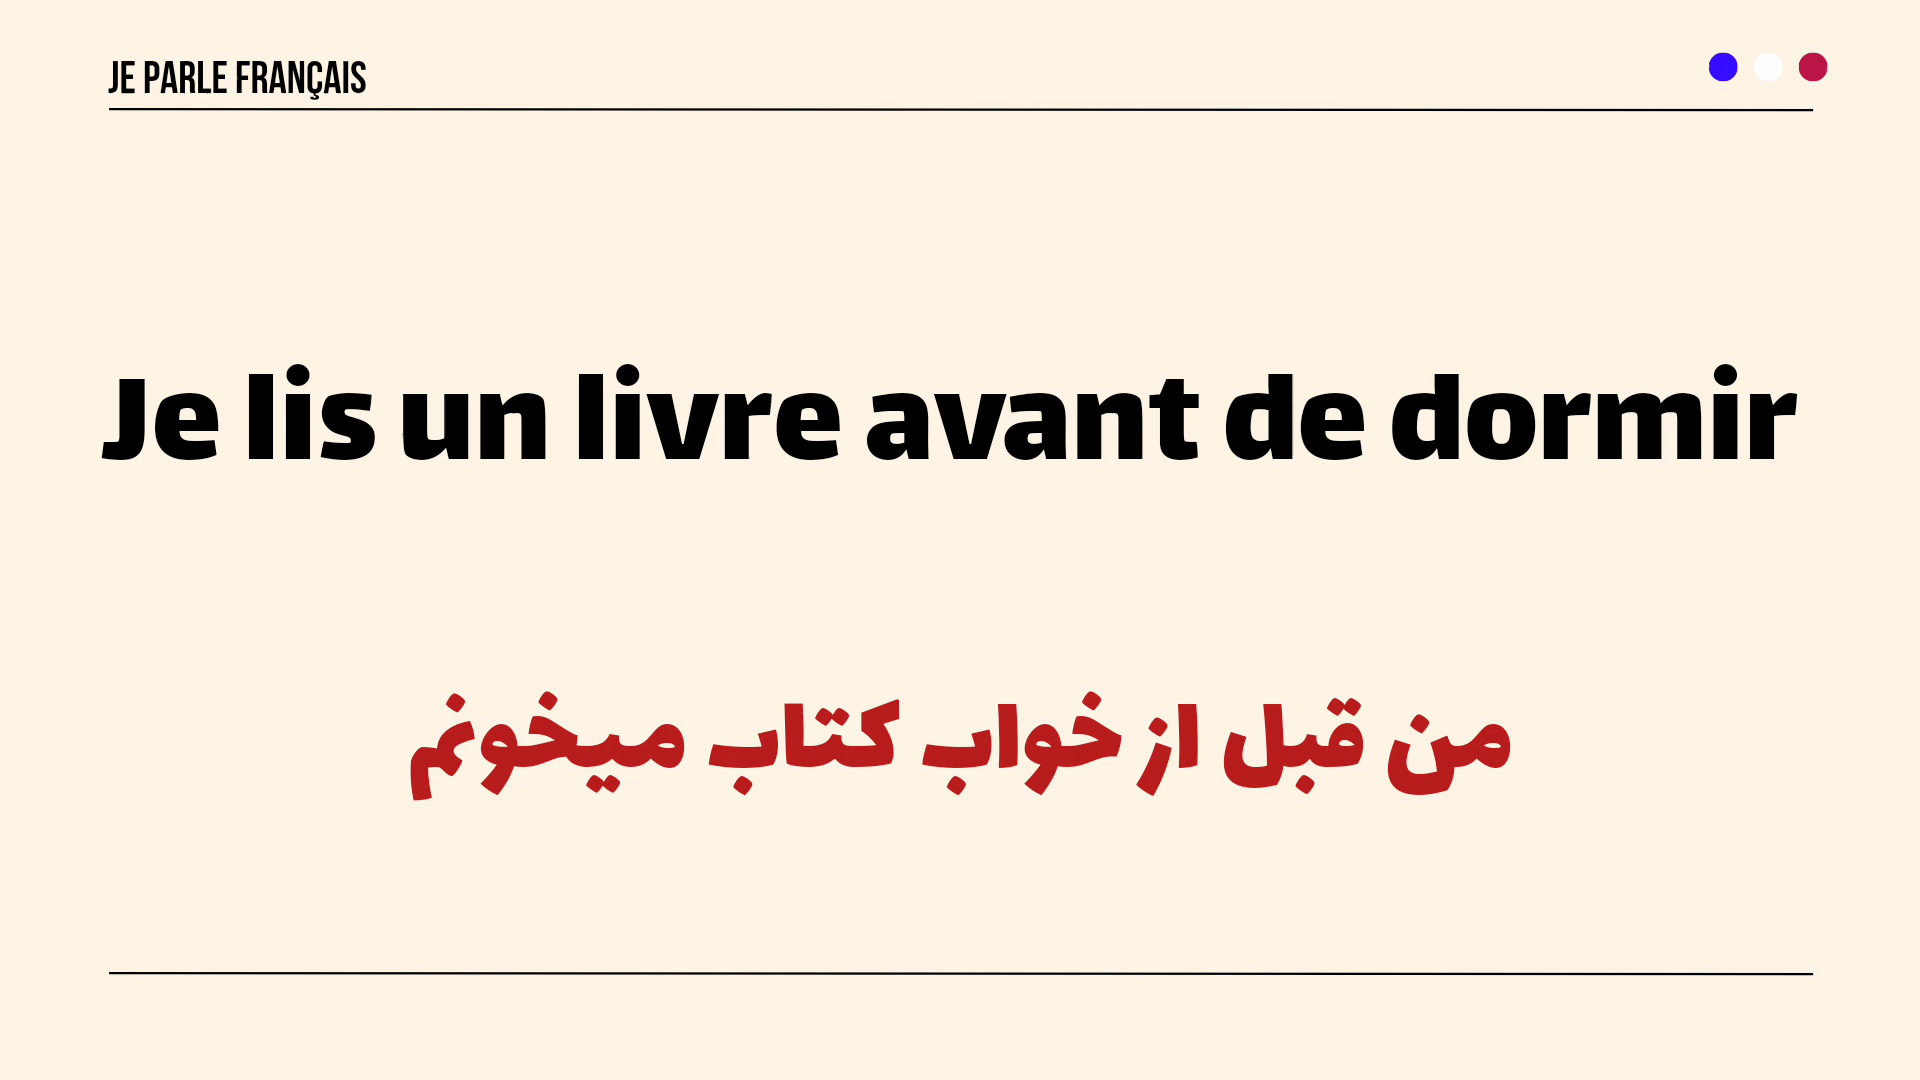 JE PARLE FRANÇAIS
Je lis un livre avant de dormir
من قبل از خواب کتاب میخونم